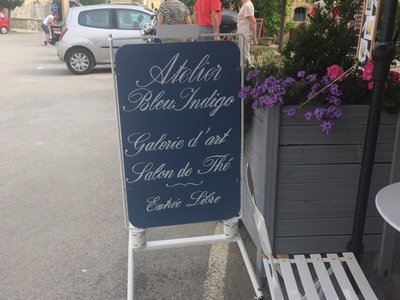 Atelier
Bleu Indigo
Galerie d'art
Salon de Thé
Entrée Libre